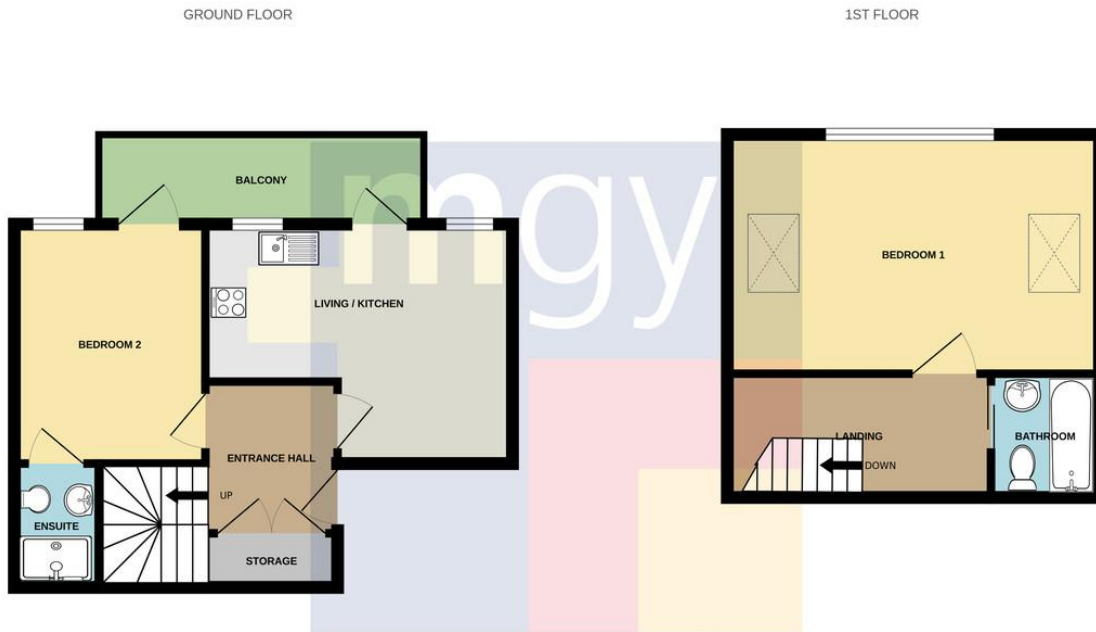 GROUND FLOOR
1ST FLOOR
BALCONY
mgy
BEDROOM 1
LIVING / KITCHEN
BEDROOM 2
LANDING
BATHROOM
ENTRANCE HALL
DOWN
UP
ENSUITE
STORAGE